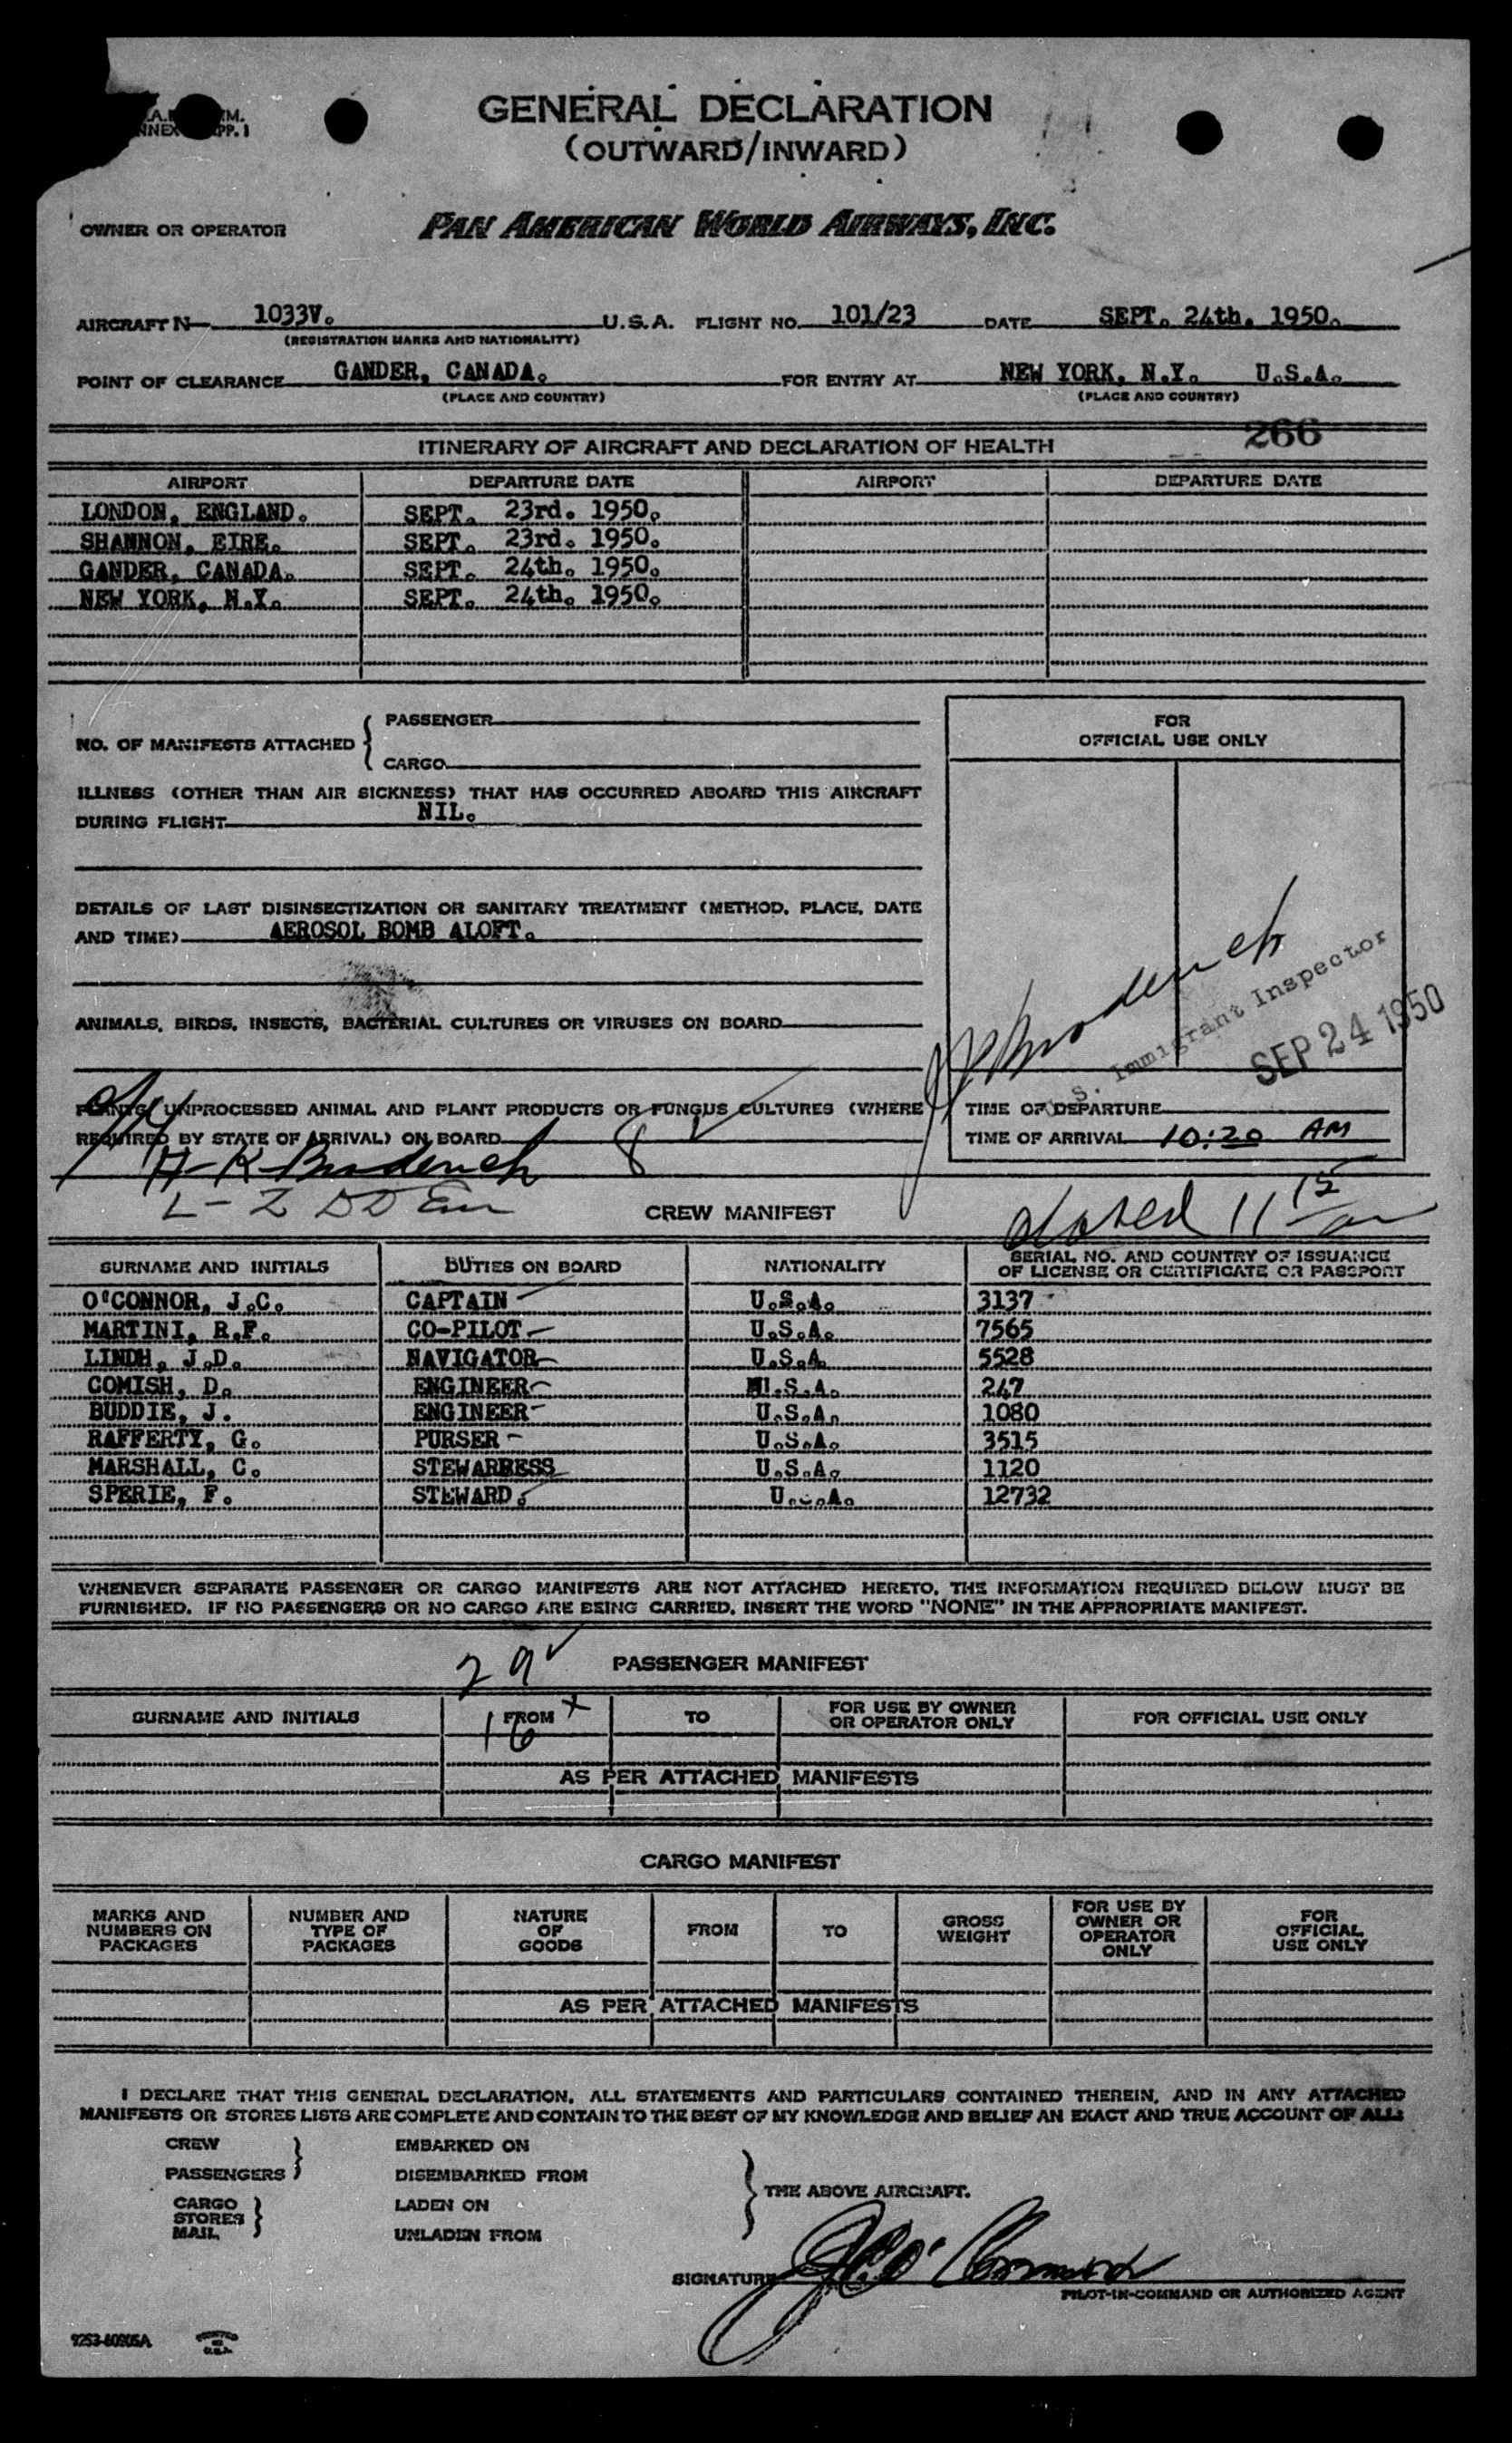 GENERAL DECLARATION
(OUTWARD/INWARD)
OWNER OR OPERATOR PAN AMERICAN WORLD AIRWAYS, INC.
AIRCRAFT N— 1033V. U.S.A. FLIGHT NO. 101/23 DATE SEPT. 24th. 1950.
(REGISTRATION MARKS AND NATIONALITY)
POINT OF CLEARANCE GANDER, CANADA. FOR ENTRY AT NEW YORK, N.Y. U.S.A.
(PLACE AND COUNTRY) (PLACE AND COUNTRY)
266
ITINERARY OF AIRCRAFT AND DECLARATION OF HEALTH
AIRPORT DEPARTURE DATE AIRPORT DEPARTURE DATE
LONDON, ENGLAND. SEPT. 23rd. 1950.
SHANNON, EIRE. SEPT. 23rd. 1950.
GANDER, CANADA. SEPT. 24th. 1950.
NEW YORK, N.Y. SEPT. 24th. 1950.
NO. OF MANIFESTS ATTACHED { PASSENGER
CARGO
FOR
OFFICIAL USE ONLY
ILLNESS (OTHER THAN AIR SICKNESS) THAT HAS OCCURRED ABOARD THIS AIRCRAFT
DURING FLIGHT NIL.
DETAILS OF LAST DISINSECTIZATION OR SANITARY TREATMENT (METHOD, PLACE, DATE
AND TIME) AEROSOL BOMB ALOFT.
ANIMALS, BIRDS, INSECTS, BACTERIAL CULTURES OR VIRUSES ON BOARD
S. Immigrant Inspector
SEP 24 1950
PLANTS, UNPROCESSED ANIMAL AND PLANT PRODUCTS OR FUNGUS CULTURES (WHERE
REQUIRED BY STATE OF ARRIVAL) ON BOARD 8
TIME OF DEPARTURE
TIME OF ARRIVAL 10:20 AM
CREW MANIFEST
closed 11 15
SURNAME AND INITIALS DUTIES ON BOARD NATIONALITY SERIAL NO. AND COUNTRY OF ISSUANCE
OF LICENSE OR CERTIFICATE OR PASSPORT
O'CONNOR, J.C. CAPTAIN U.S.A. 3137
MARTINI, R.F. CO-PILOT U.S.A. 7565
LINDH, J.D. NAVIGATOR U.S.A. 5528
COMISH, D. ENGINEER U.S.A. 247
BUDDIE, J. ENGINEER U.S.A. 1080
RAFFERTY, G. PURSER U.S.A. 3515
MARSHALL, C. STEWARDESS U.S.A. 1120
SPERIE, F. STEWARD. U.S.A. 12732
WHENEVER SEPARATE PASSENGER OR CARGO MANIFESTS ARE NOT ATTACHED HERETO, THE INFORMATION REQUIRED BELOW MUST BE
FURNISHED. IF NO PASSENGERS OR NO CARGO ARE BEING CARRIED, INSERT THE WORD "NONE" IN THE APPROPRIATE MANIFEST.
29 PASSENGER MANIFEST
SURNAME AND INITIALS FROM TO FOR USE BY OWNER
OR OPERATOR ONLY FOR OFFICIAL USE ONLY
16
AS PER ATTACHED MANIFESTS
CARGO MANIFEST
MARKS AND
NUMBERS ON
PACKAGES
NUMBER AND
TYPE OF
PACKAGES
NATURE
OF
GOODS
FROM
TO
GROSS
WEIGHT
FOR USE BY
OWNER OR
OPERATOR
ONLY
FOR
OFFICIAL
USE ONLY
AS PER ATTACHED MANIFESTS
I DECLARE THAT THIS GENERAL DECLARATION, ALL STATEMENTS AND PARTICULARS CONTAINED THEREIN, AND IN ANY ATTACHED
MANIFESTS OR STORES LISTS ARE COMPLETE AND CONTAIN TO THE BEST OF MY KNOWLEDGE AND BELIEF AN EXACT AND TRUE ACCOUNT OF ALL:
CREW EMBARKED ON
PASSENGERS DISEMBARKED FROM
THE ABOVE AIRCRAFT.
CARGO LADEN ON
STORES
MAIL UNLADEN FROM
SIGNATURE
PILOT-IN-COMMAND OR AUTHORIZED AGENT
PRINTED
IN
U.S.A.